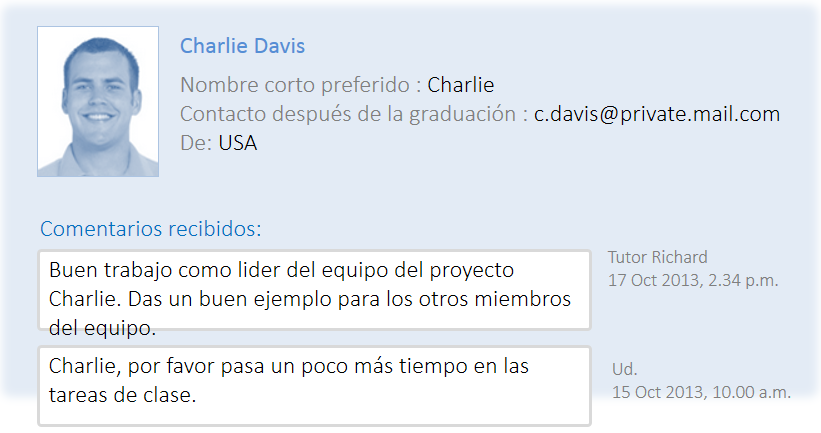 Charlie Davis
Nombre corto preferido : Charlie
Contacto después de la graduación : c.davis@private.mail.com
De: USA
Comentarios recibidos:
Buen trabajo como lider del equipo del proyecto
Charlie. Das un buen ejemplo para los otros miembros
del equipo.
Tutor Richard
17 Oct 2013, 2.34 p.m.
Charlie, por favor pasa un poco más tiempo en las
tareas de clase.
Ud.
15 Oct 2013, 10.00 a.m.